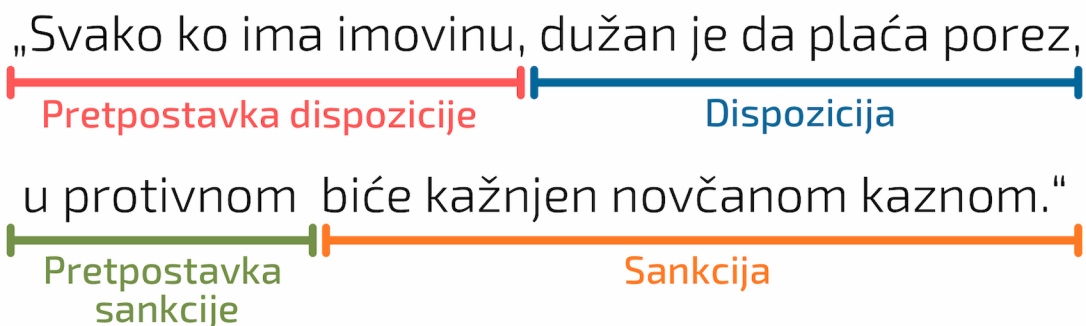 „Svako ko ima imovinu, dužan je da plaća porez,
Pretpostavka dispozicije
Dispozicija
u protivnom biće kažnjen novčanom kaznom.“
Pretpostavka
sankcije
Sankcija